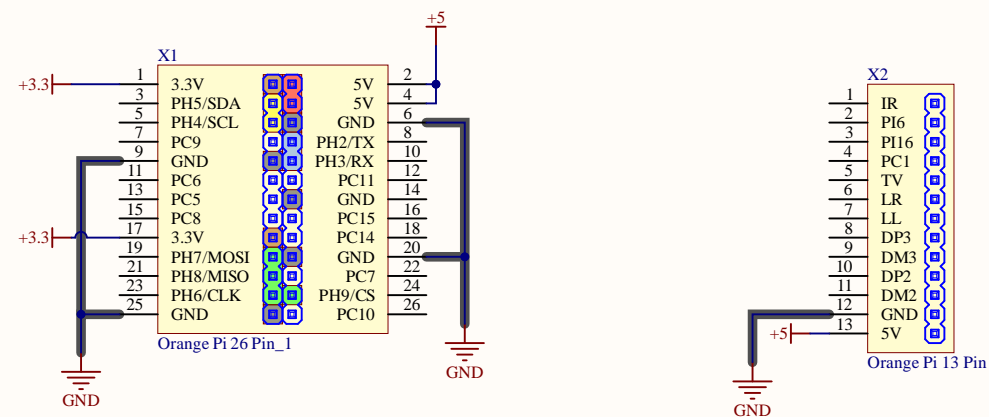 +5
X1
+3.3 1 3.3V 5V 2
3 PH5/SDA 5V 4
5 PH4/SCL GND 6
7 PC9 PH2/TX 8
9 GND PH3/RX 10
11 PC6 PC11 12
13 PC5 GND 14
15 PC8 PC15 16
+3.3 17 3.3V PC14 18
19 PH7/MOSI GND 20
21 PH8/MISO PC7 22
23 PH6/CLK PH9/CS 24
25 GND PC10 26
Orange Pi 26 Pin_1
GND
GND
X2
1 IR
2 PI6
3 PI16
4 PC1
5 TV
6 LR
7 LL
8 DP3
9 DM3
10 DP2
11 DM2
12 GND
+5 13 5V
Orange Pi 13 Pin
GND